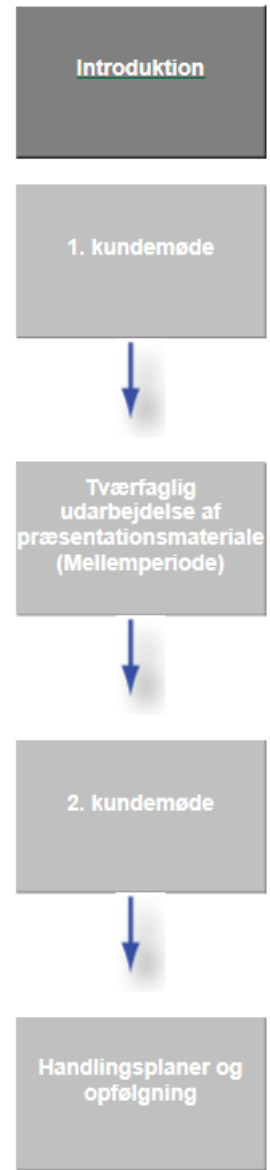 Introduktion
1. kundemøde
Tværfaglig
udarbejdelse af
præsentationsmateriale
(Mellemperiode)
2. kundemøde
Handlingsplaner og
opfølgning